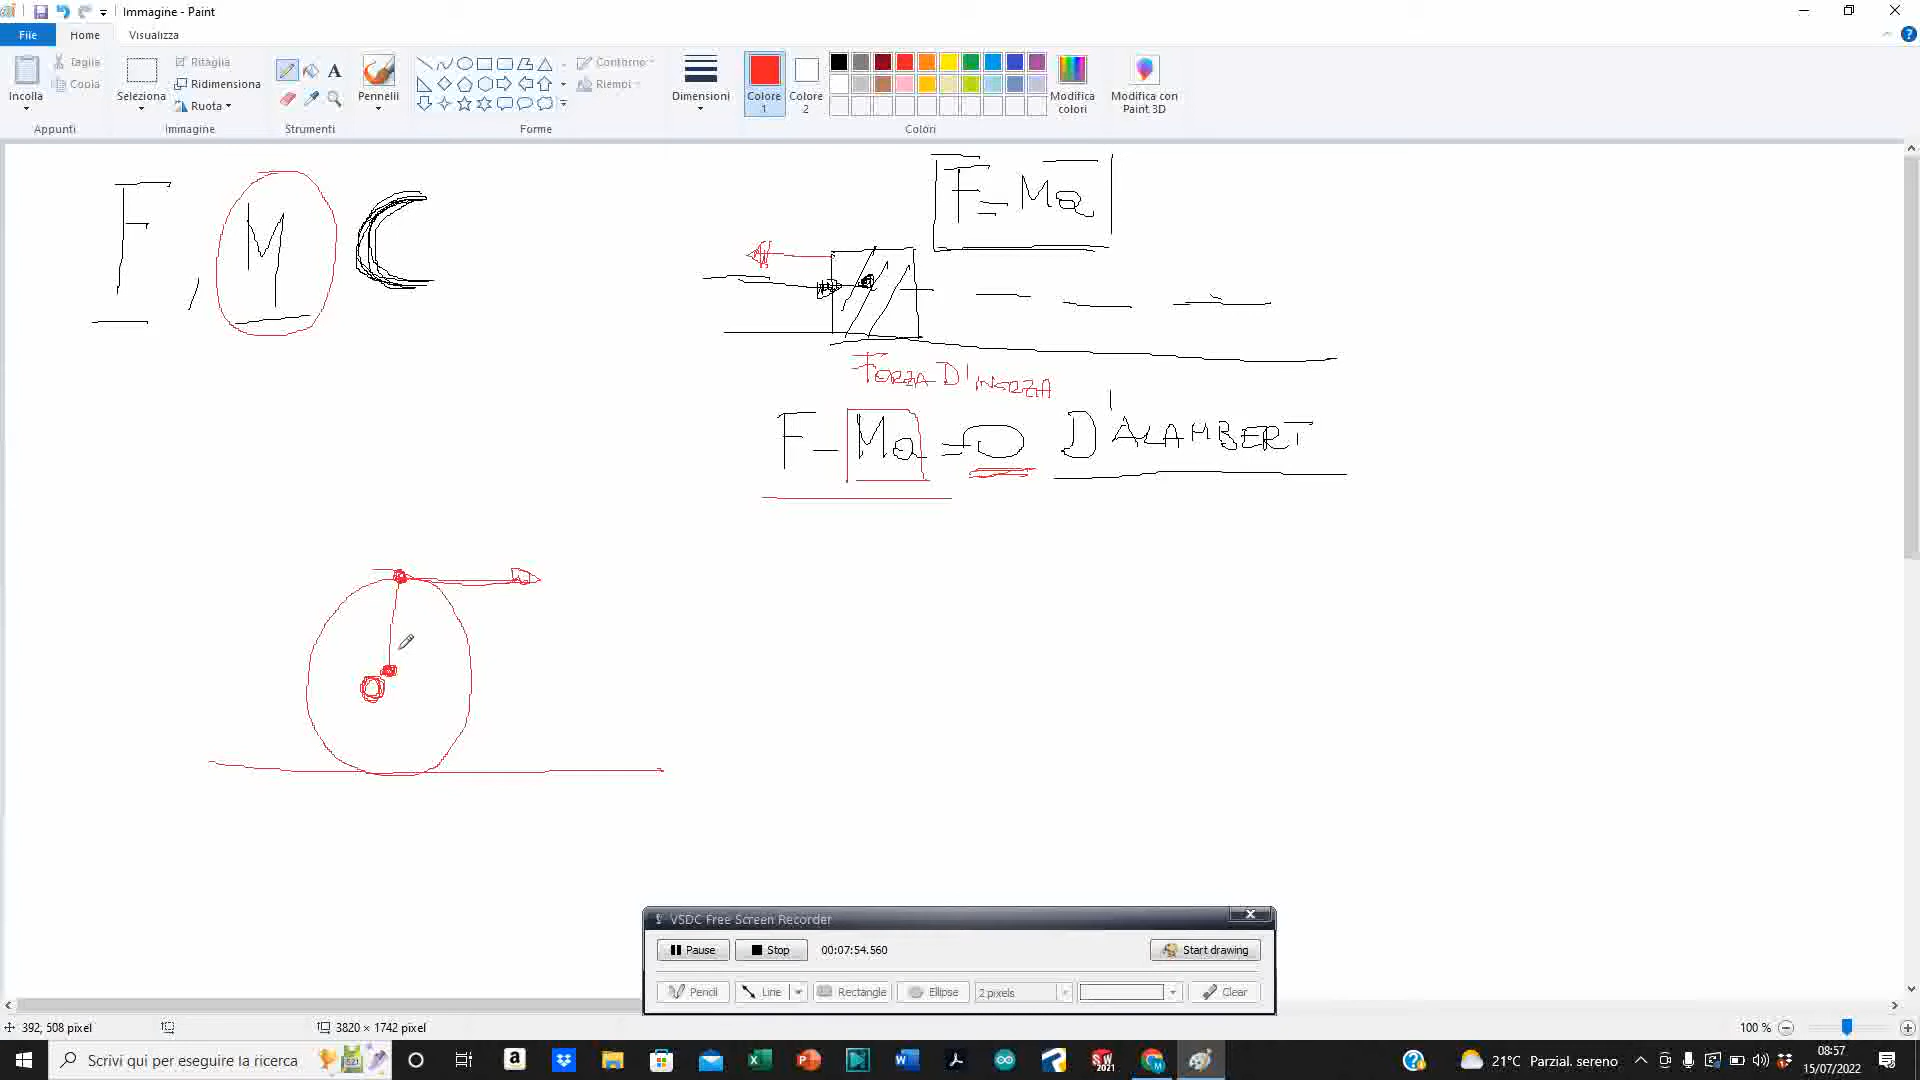 Immagine - Paint
File Home Visualizza
Incolla
Taglia
Copia
Appunti
Seleziona
Ritaglia
Ridimensiona
Ruota
Immagine
A
Strumenti
Pennelli
Forme
Contorno
Riempi
Dimensioni
Colore 1
Colore 2
Colori
Modifica colori
Modifica con Paint 3D
F, M C
F = Ma
FORZA D'INERZIA
F - Ma = 0 D'ALAMBERT
VSDC Free Screen Recorder
Pause Stop 00:07:54.560 Start drawing
Pencil Line Rectangle Ellipse 2 pixels Clear
392, 508 pixel 3820 × 1742 pixel 100 %
Scrivi qui per eseguire la ricerca
21°C Parzial. sereno
08:57
15/07/2022